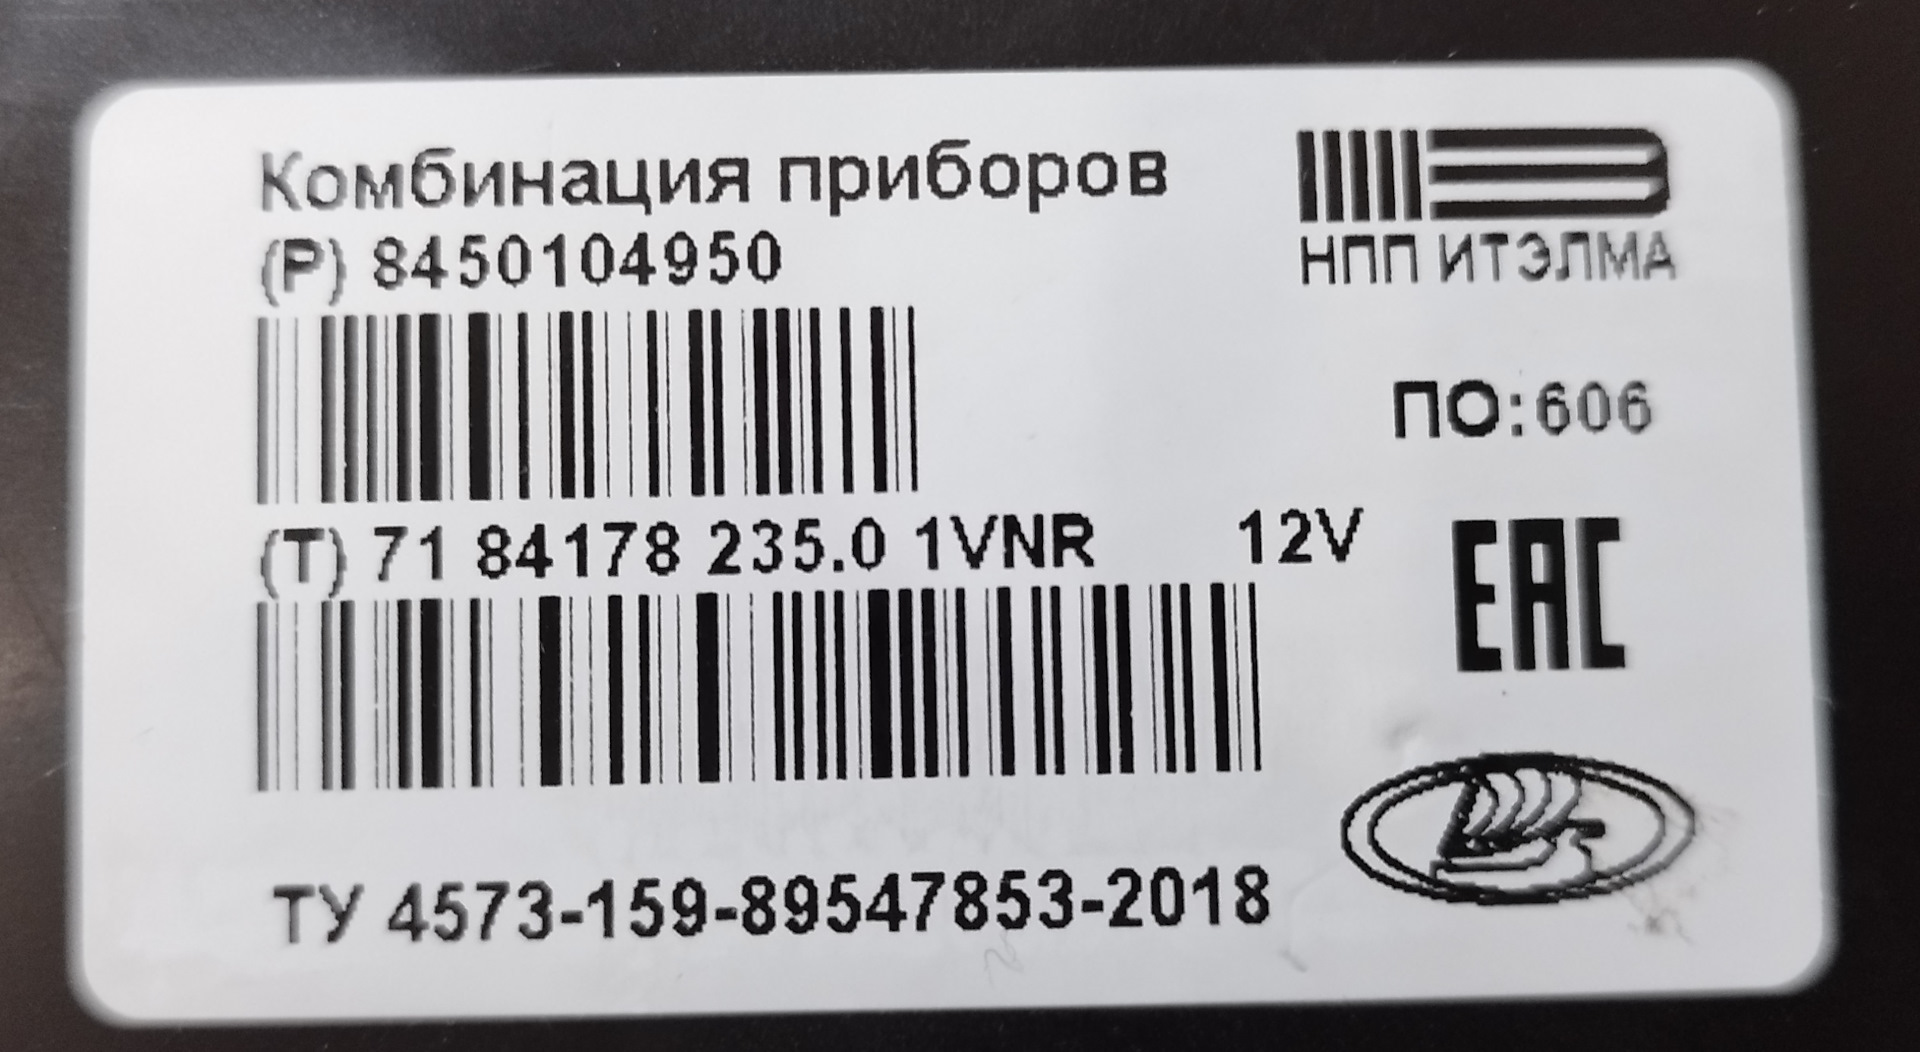 Комбинация приборов
(P) 8450104950
НПП ИТЭЛМА
ПО:606
(T) 71 84178 235.0 1VNR 12V
EAC
ТУ 4573-159-89547853-2018